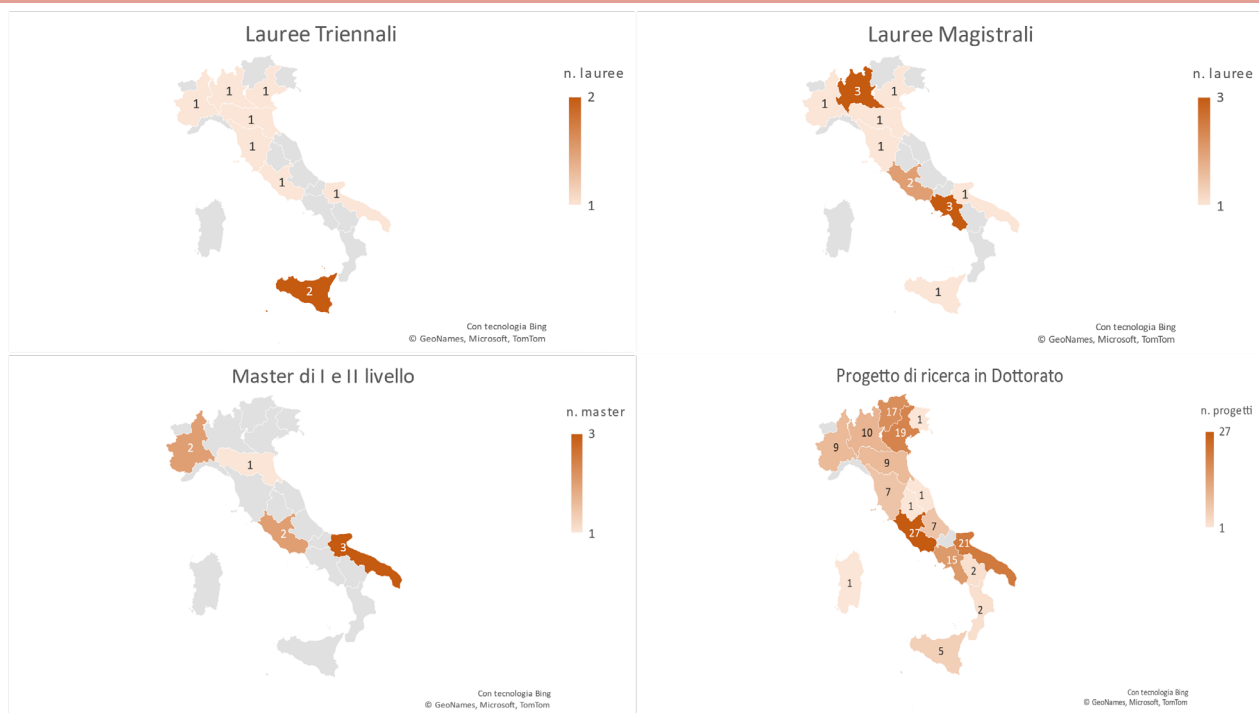 Lauree Triennali
n. lauree
2
1
1
1
1
1
1
1
1
2
Con tecnologia Bing
© GeoNames, Microsoft, TomTom
Lauree Magistrali
n. lauree
3
1
3
1
1
1
1
2
1
3
1
Con tecnologia Bing
© GeoNames, Microsoft, TomTom
Master di I e II livello
n. master
3
1
2
1
2
3
Con tecnologia Bing
© GeoNames, Microsoft, TomTom
Progetto di ricerca in Dottorato
n. progetti
27
1
17
1
10
19
9
9
7
1
1
7
27
21
15
2
1
2
5
Con tecnologia Bing
© GeoNames, Microsoft, TomTom